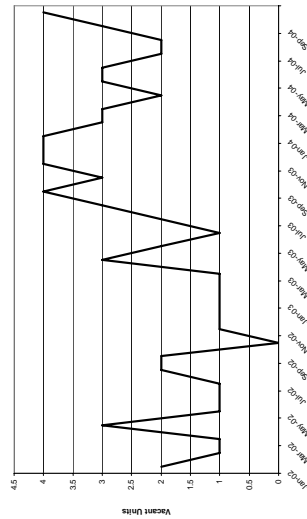 Vacant Units
4.5
4
3.5
3
2.5
2
1.5
1
0.5
0
Jan-02
Mar-02
May-02
Jul-02
Sep-02
Nov-02
Jan-03
Mar-03
May-03
Jul-03
Sep-03
Nov-03
Jan-04
Mar-04
May-04
Jul-04
Sep-04